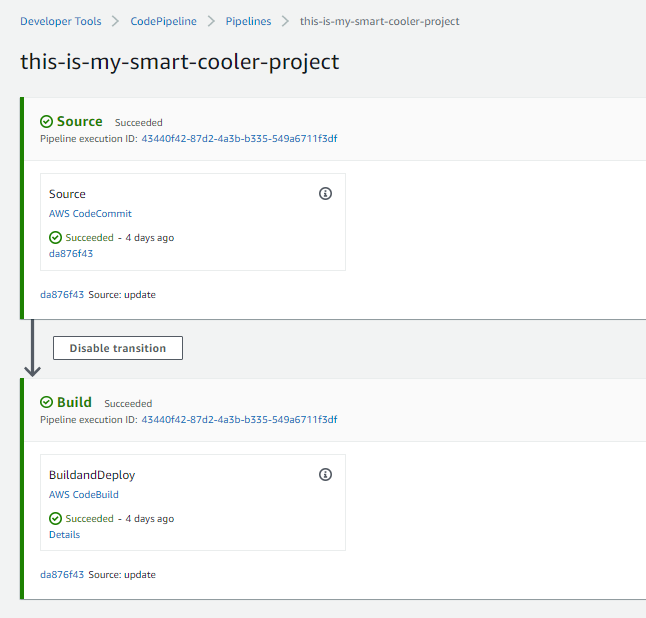 Developer Tools > CodePipeline > Pipelines > this-is-my-smart-cooler-project
this-is-my-smart-cooler-project
Source Succeeded
Pipeline execution ID: 43440f42-87d2-4a3b-b335-549a6711f3df
Source
AWS CodeCommit
Succeeded - 4 days ago
da876f43
da876f43 Source: update
Disable transition
Build Succeeded
Pipeline execution ID: 43440f42-87d2-4a3b-b335-549a6711f3df
BuildandDeploy
AWS CodeBuild
Succeeded - 4 days ago
Details
da876f43 Source: update